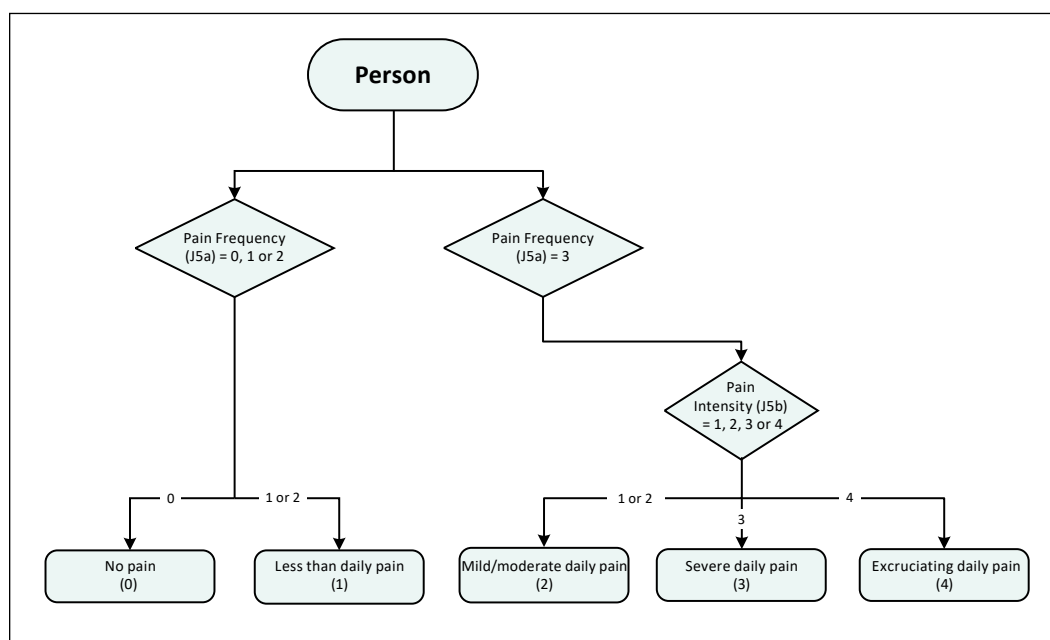 Person
Pain Frequency
(J5a) = 0, 1 or 2
Pain Frequency
(J5a) = 3
Pain
Intensity (J5b)
= 1, 2, 3 or 4
0
1 or 2
1 or 2
3
4
No pain
(0)
Less than daily pain
(1)
Mild/moderate daily pain
(2)
Severe daily pain
(3)
Excruciating daily pain
(4)